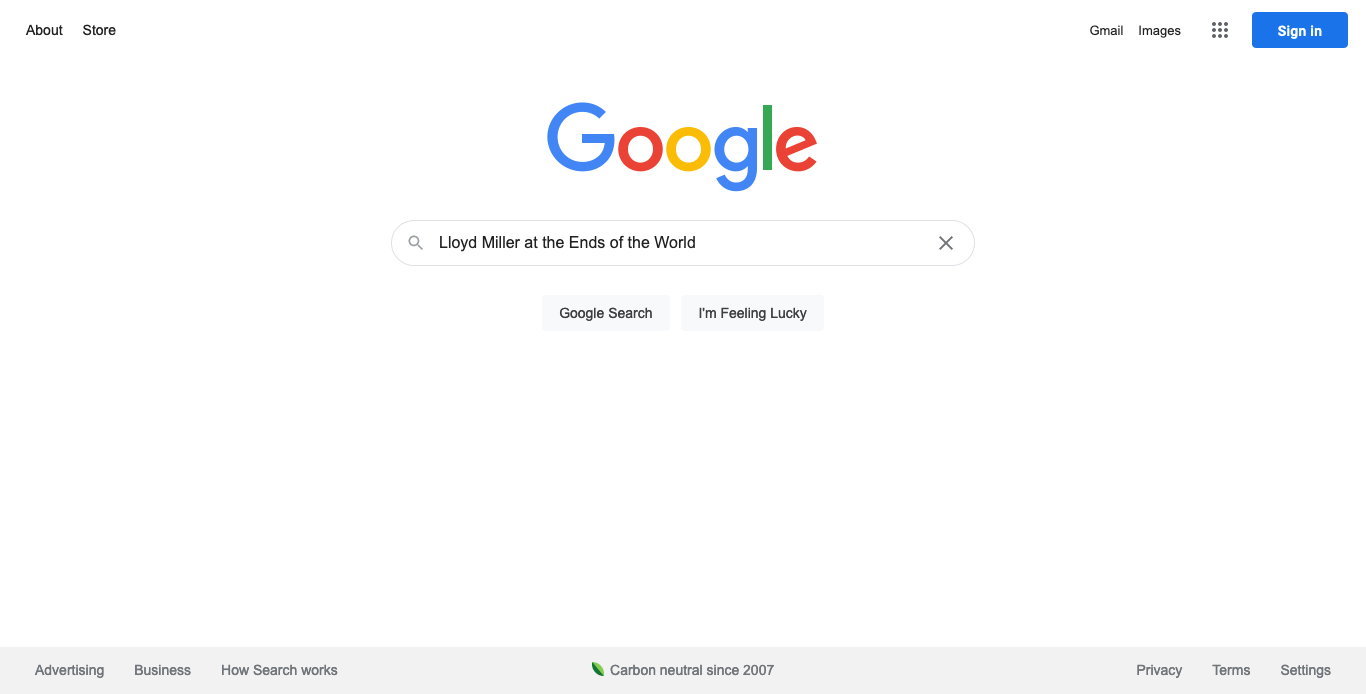 About Store
Gmail Images
Sign in
Google
Lloyd Miller at the Ends of the World
Google Search
I'm Feeling Lucky
Advertising Business How Search works
Carbon neutral since 2007
Privacy Terms Settings